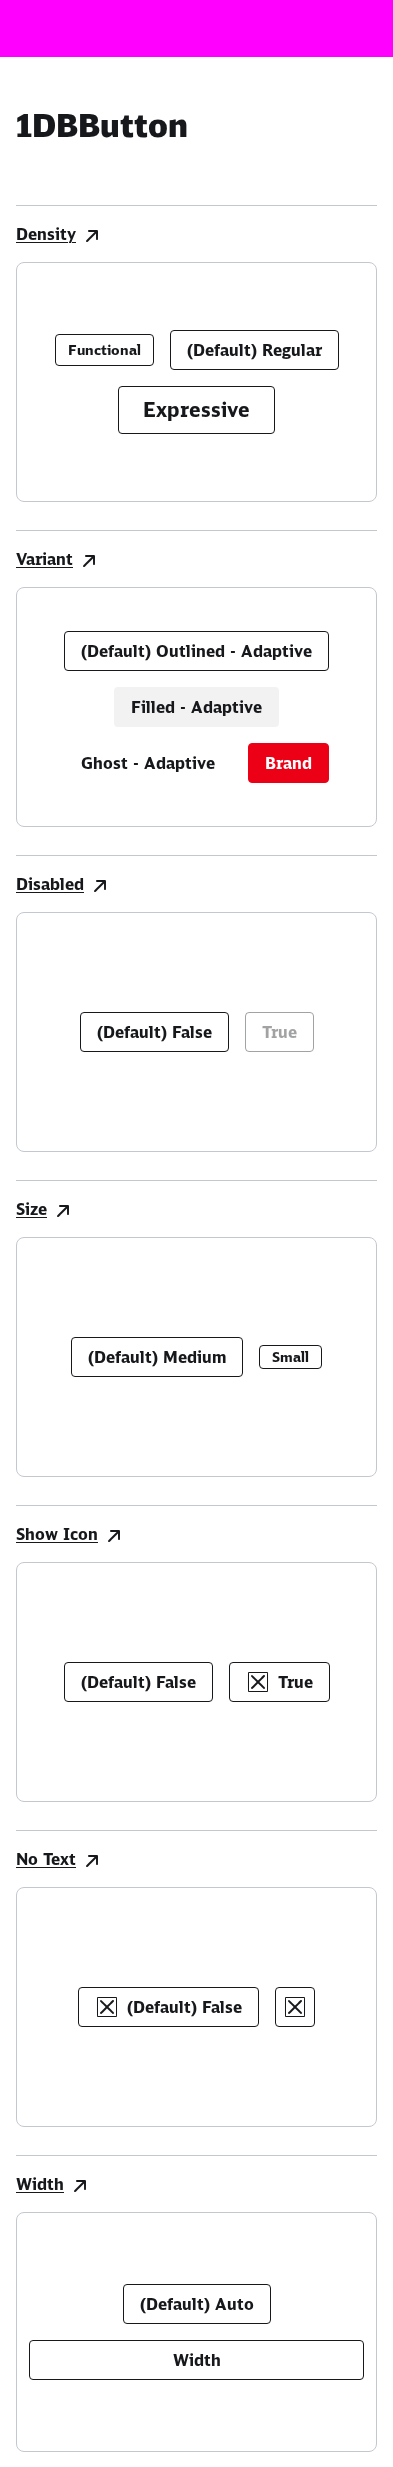 1DBButton
Density
Functional
(Default) Regular
Expressive
Variant
(Default) Outlined - Adaptive
Filled - Adaptive
Ghost - Adaptive
Brand
Disabled
(Default) False
True
Size
(Default) Medium
Small
Show Icon
(Default) False
True
No Text
(Default) False
Width
(Default) Auto
Width